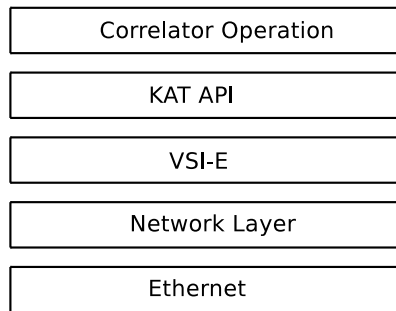 Correlator Operation
KAT API
VSI-E
Network Layer
Ethernet